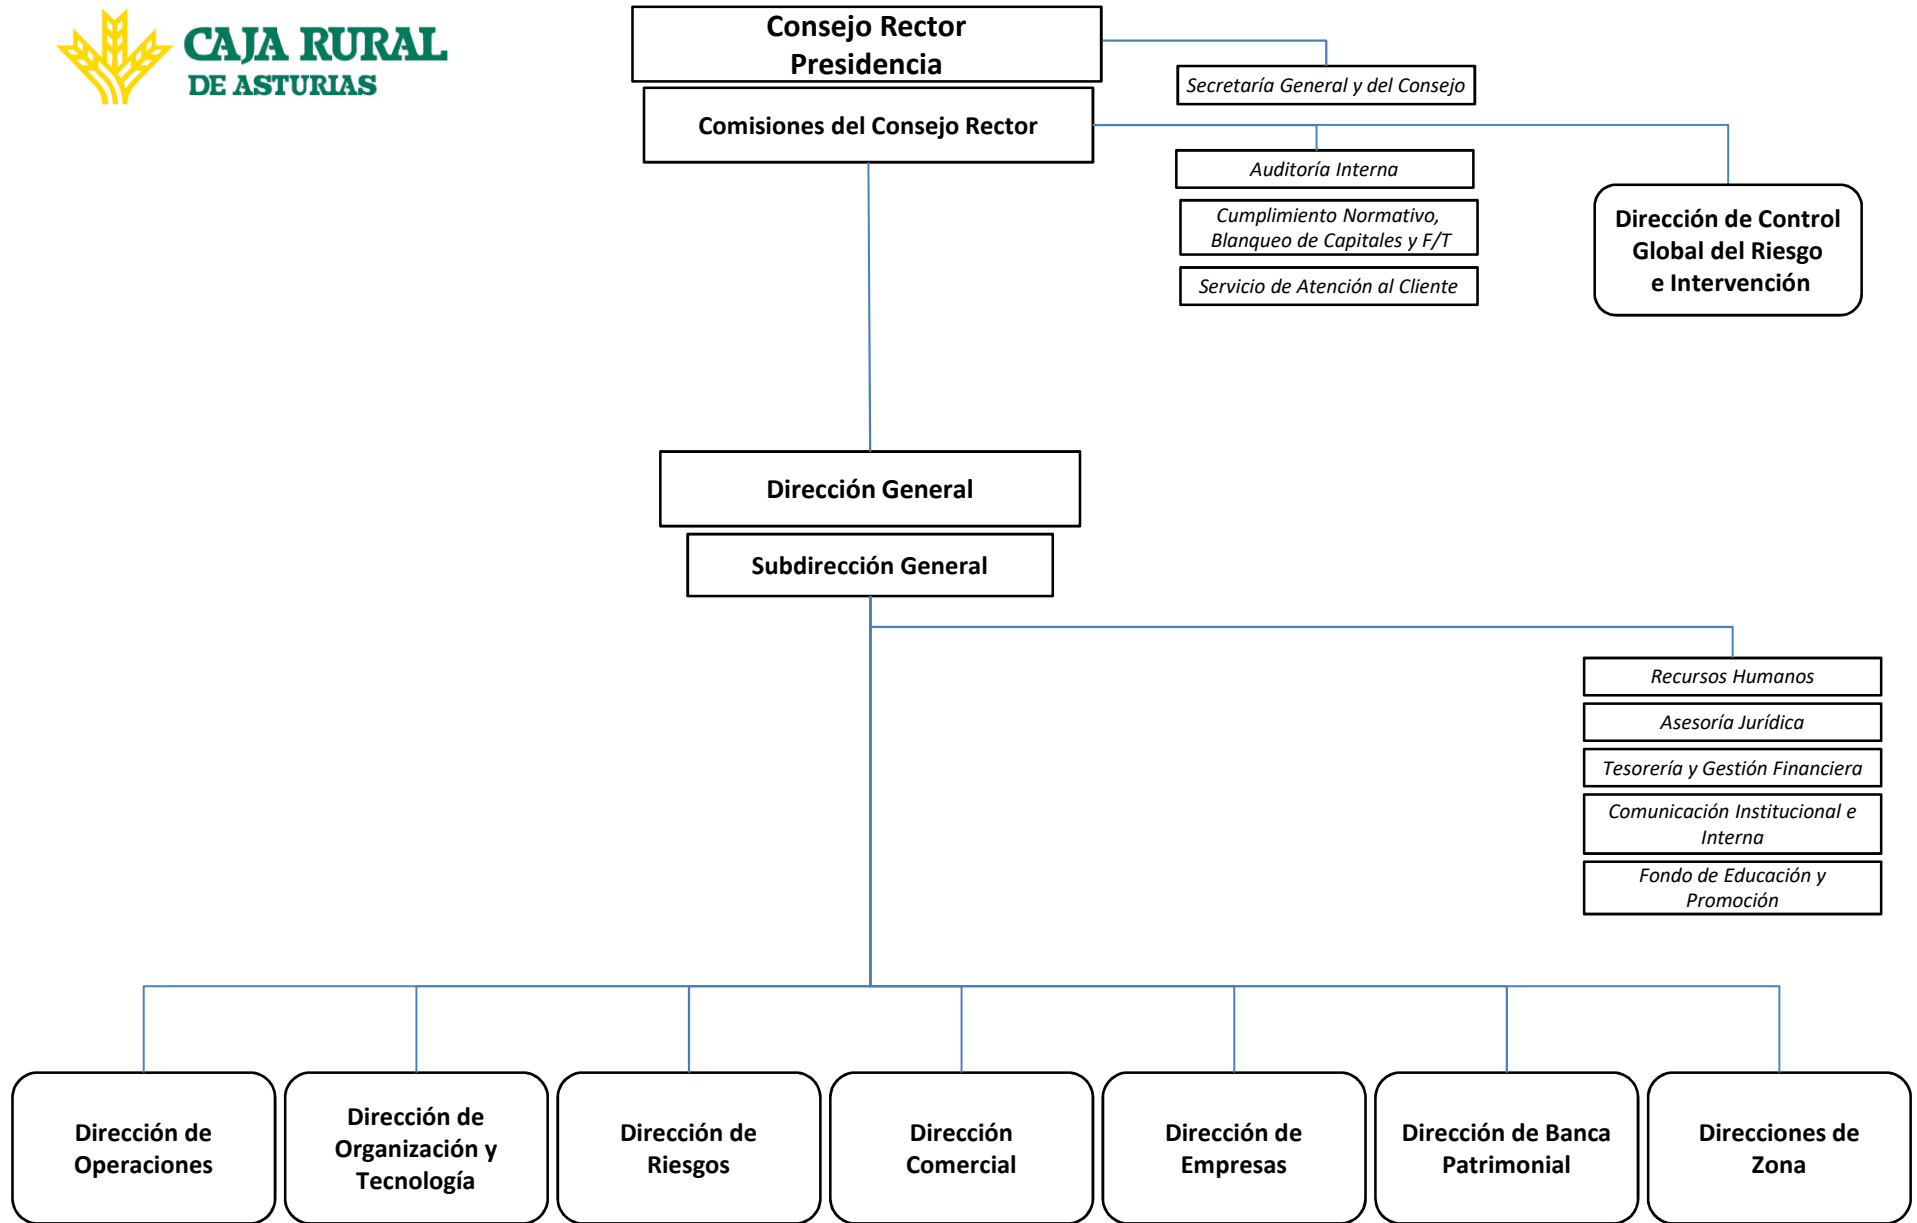 CAJA RURAL
DE ASTURIAS
Consejo Rector
Presidencia
Secretaría General y del Consejo
Comisiones del Consejo Rector
Auditoría Interna
Cumplimiento Normativo,
Blanqueo de Capitales y F/T
Servicio de Atención al Cliente
Dirección de Control
Global del Riesgo
e Intervención
Dirección General
Subdirección General
Recursos Humanos
Asesoría Jurídica
Tesorería y Gestión Financiera
Comunicación Institucional e
Interna
Fondo de Educación y
Promoción
Dirección de
Operaciones
Dirección de
Organización y
Tecnología
Dirección de
Riesgos
Dirección
Comercial
Dirección de
Empresas
Dirección de Banca
Patrimonial
Direcciones de
Zona